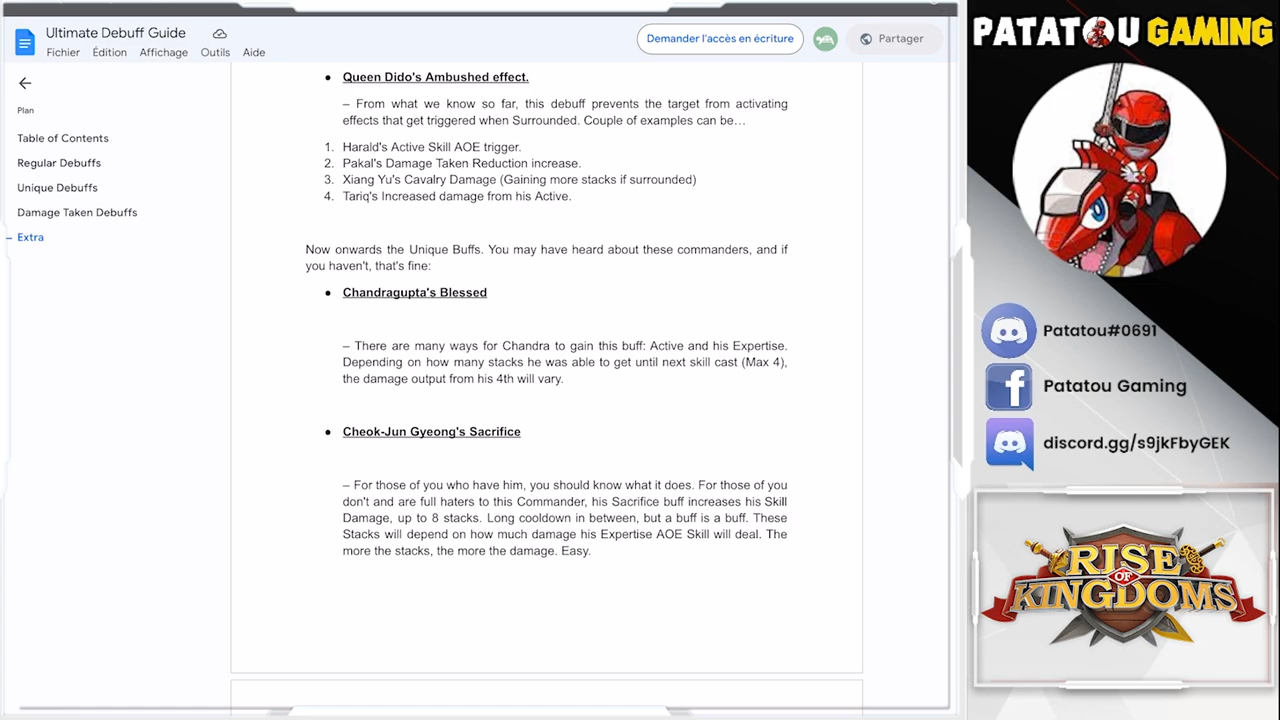 Ultimate Debuff Guide
Fichier Édition Affichage Outils Aide
Demander l'accès en écriture
Partager
Plan
Table of Contents
Regular Debuffs
Unique Debuffs
Damage Taken Debuffs
Extra
● Queen Dido's Ambushed effect.
– From what we know so far, this debuff prevents the target from activating
effects that get triggered when Surrounded. Couple of examples can be…
1. Harald's Active Skill AOE trigger.
2. Pakal's Damage Taken Reduction increase.
3. Xiang Yu's Cavalry Damage (Gaining more stacks if surrounded)
4. Tariq's Increased damage from his Active.
Now onwards the Unique Buffs. You may have heard about these commanders, and if
you haven't, that's fine:
● Chandragupta's Blessed
– There are many ways for Chandra to gain this buff: Active and his Expertise.
Depending on how many stacks he was able to get until next skill cast (Max 4),
the damage output from his 4th will vary.
● Cheok-Jun Gyeong's Sacrifice
– For those of you who have him, you should know what it does. For those of you
don't and are full haters to this Commander, his Sacrifice buff increases his Skill
Damage, up to 8 stacks. Long cooldown in between, but a buff is a buff. These
Stacks will depend on how much damage his Expertise AOE Skill will deal. The
more the stacks, the more the damage. Easy.
PATATOU GAMING
Patatou#0691
Patatou Gaming
discord.gg/s9jkFbyGEK
RISE
OF
KINGDOMS